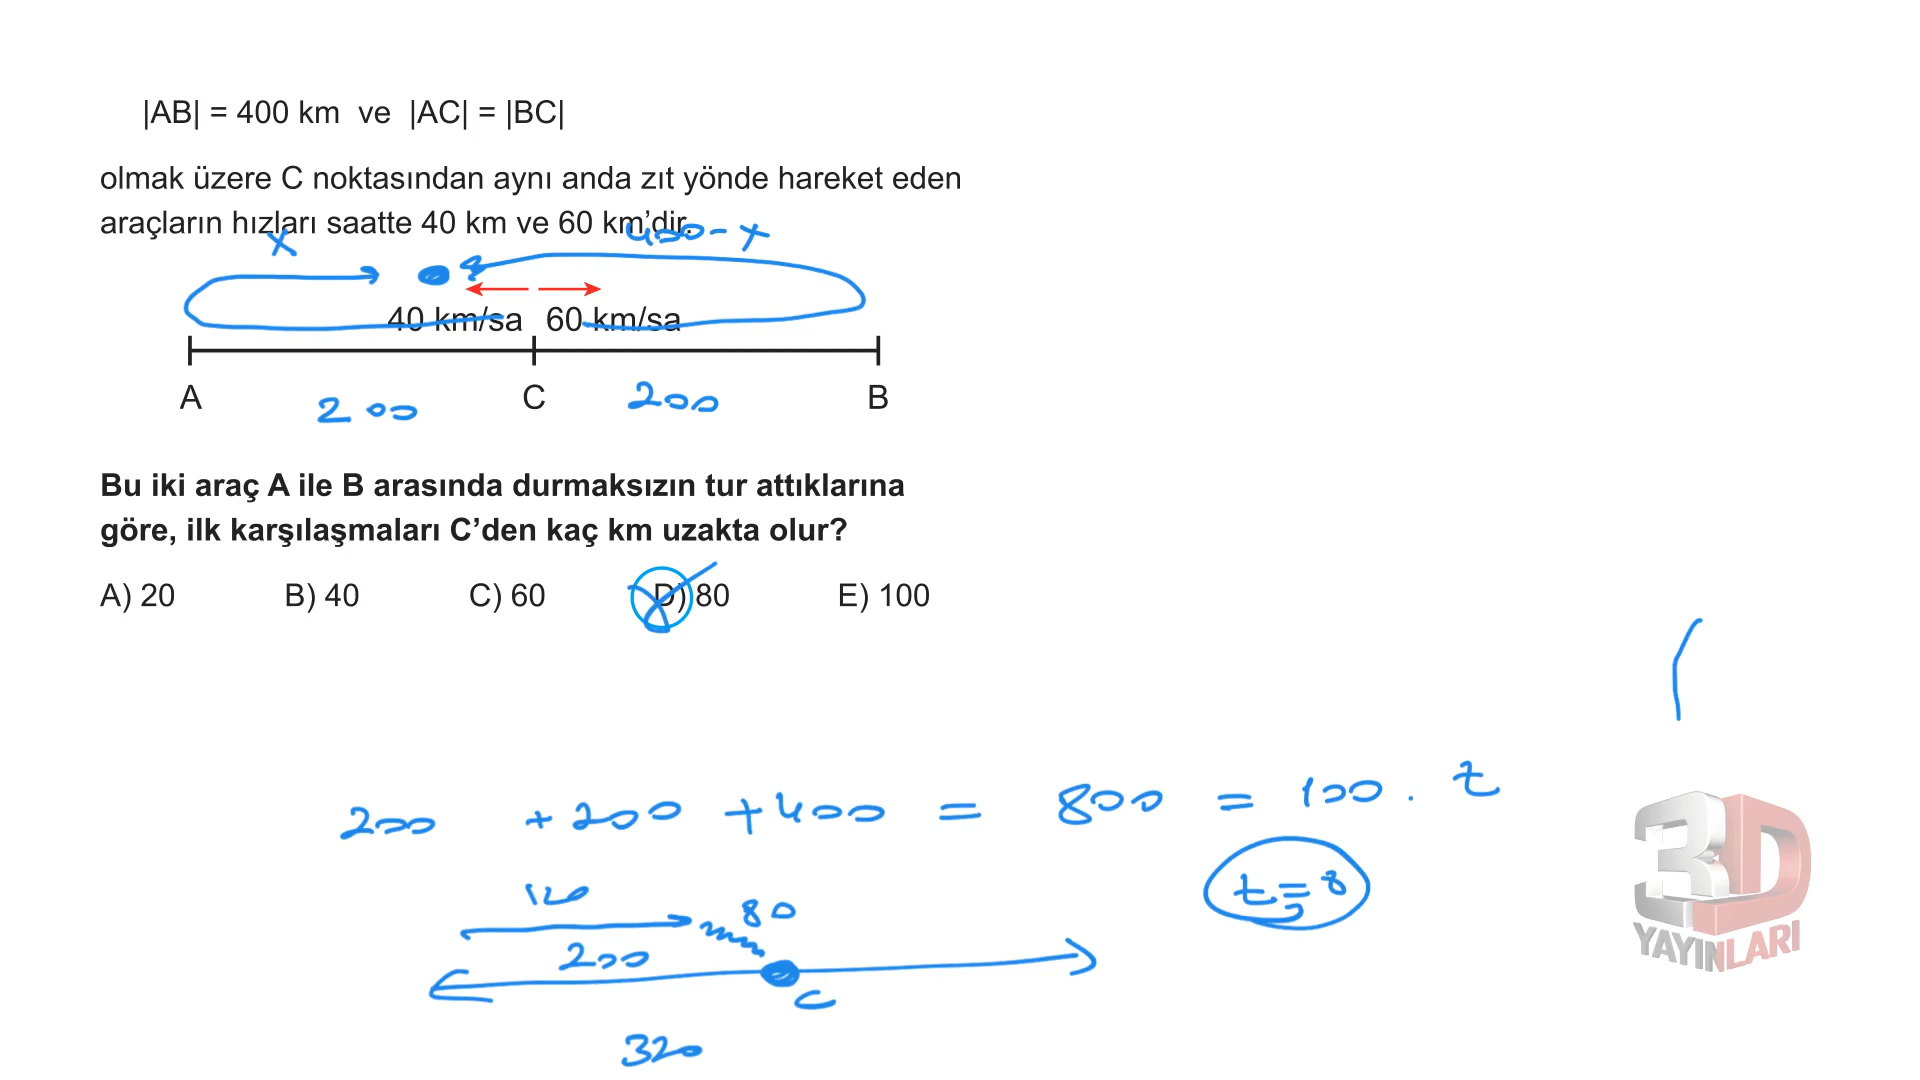 |AB| = 400 km ve |AC| = |BC|
olmak üzere C noktasından aynı anda zıt yönde hareket eden
araçların hızları saatte 40 km ve 60 km’dir.
x 400-x
40 km/sa 60 km/sa
A C B
200 200
Bu iki araç A ile B arasında durmaksızın tur attıklarına
göre, ilk karşılaşmaları C’den kaç km uzakta olur?
A) 20 B) 40 C) 60 D) 80 E) 100
200 + 200 + 400 = 800 = 100 . t
t = 8
120 80
200
C
320
3D
YAYINLARI